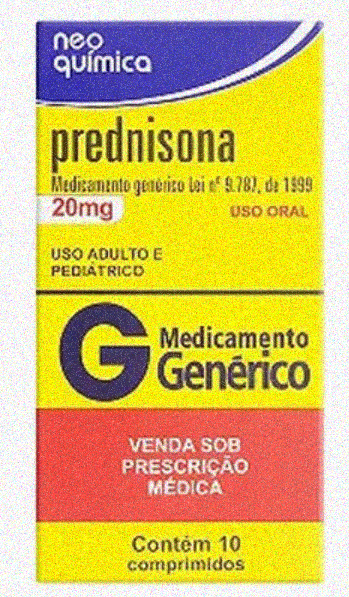 neo
química
prednisona
Medicamento genérico Lei nº 9.787, de 1999
20mg
USO ORAL
USO ADULTO E
PEDIÁTRICO
G
Medicamento
Genérico
VENDA SOB
PRESCRIÇÃO
MÉDICA
Contém 10
comprimidos